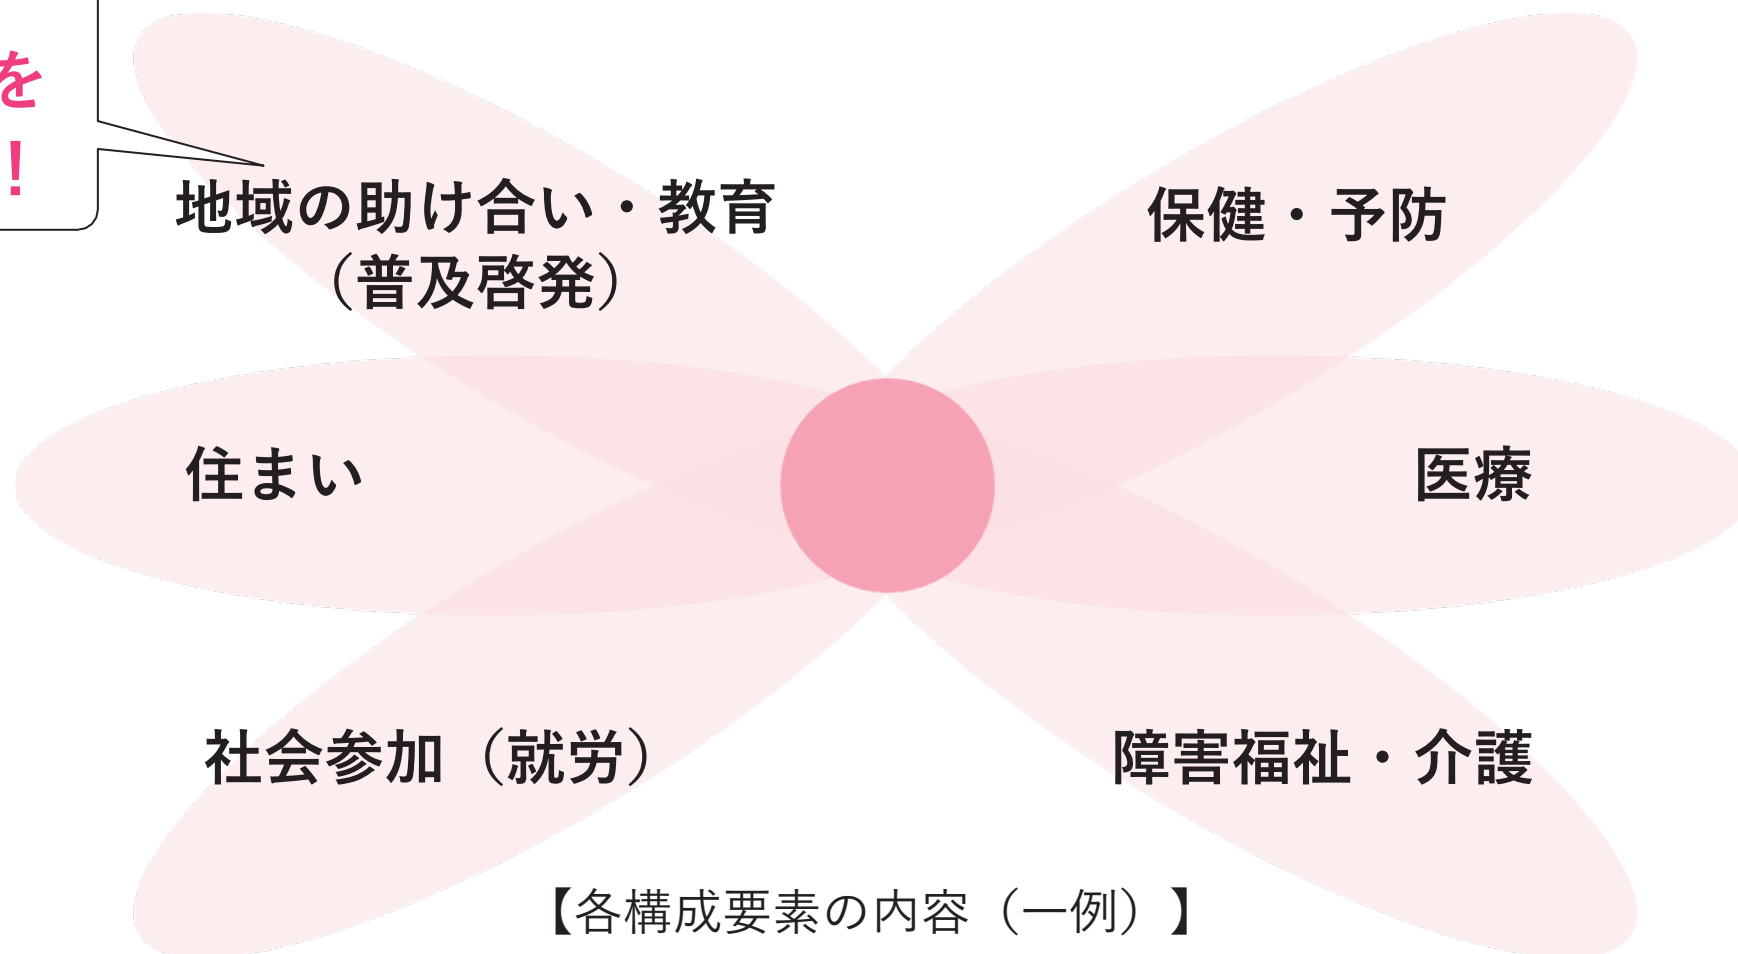 を
！
地域の助け合い・教育
（普及啓発）
保健・予防
住まい
医療
社会参加（就労）
障害福祉・介護
【各構成要素の内容（一例）】